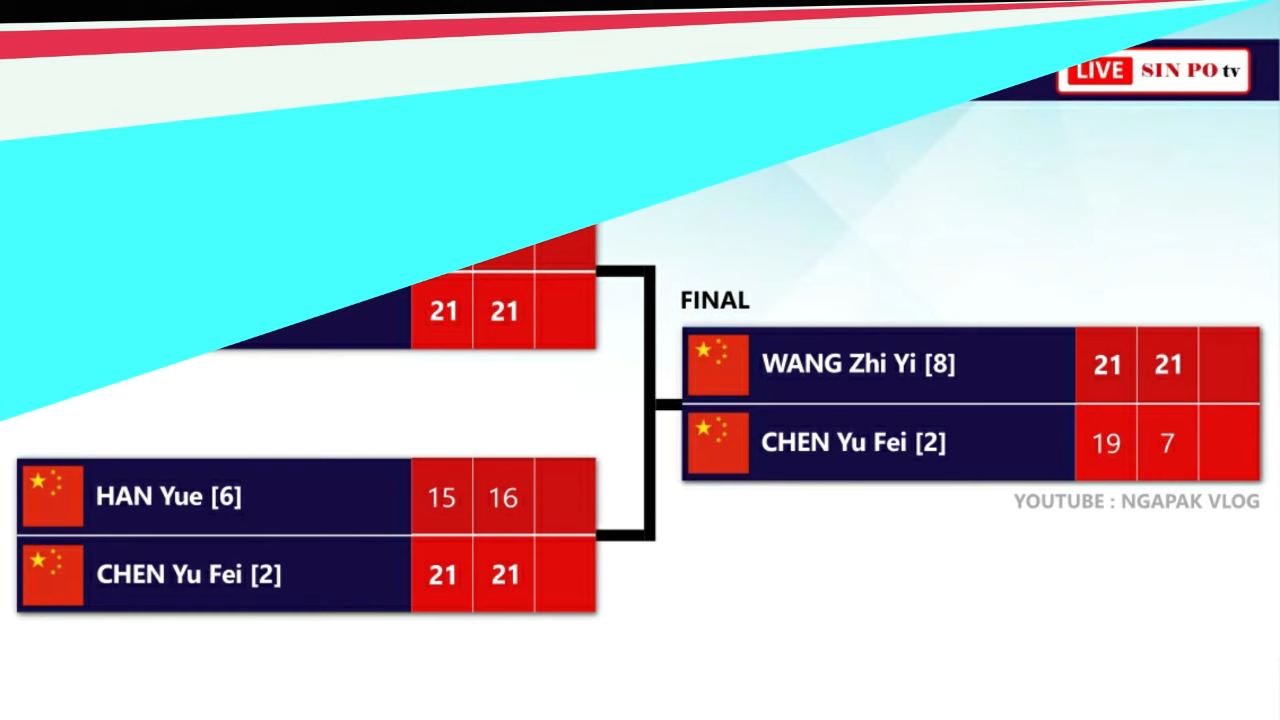 LIVE SIN PO tv
21 21
FINAL
WANG Zhi Yi [8] 21 21
CHEN Yu Fei [2] 19 7
YOUTUBE : NGAPAK VLOG
HAN Yue [6] 15 16
CHEN Yu Fei [2] 21 21